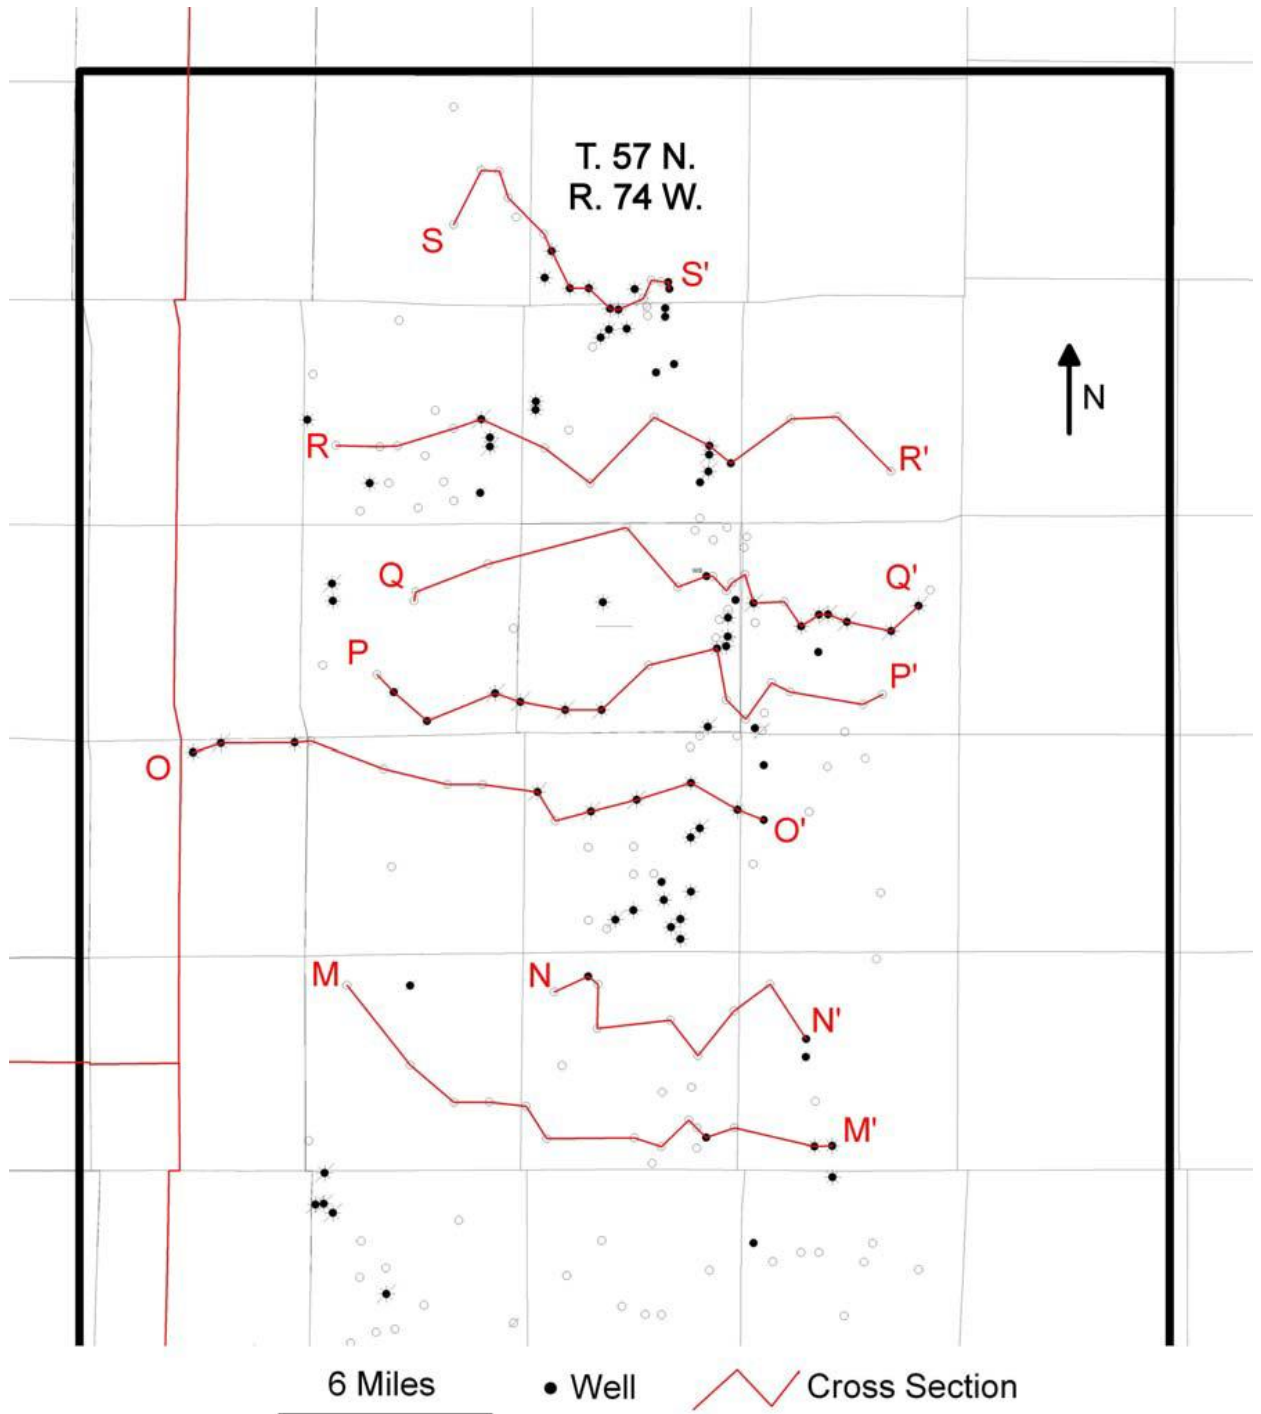 T. 57 N.
R. 74 W.
S
S'
N
R
R'
Q
Q'
P
P'
O
O'
M
N
N'
M'
6 Miles
Well
Cross Section